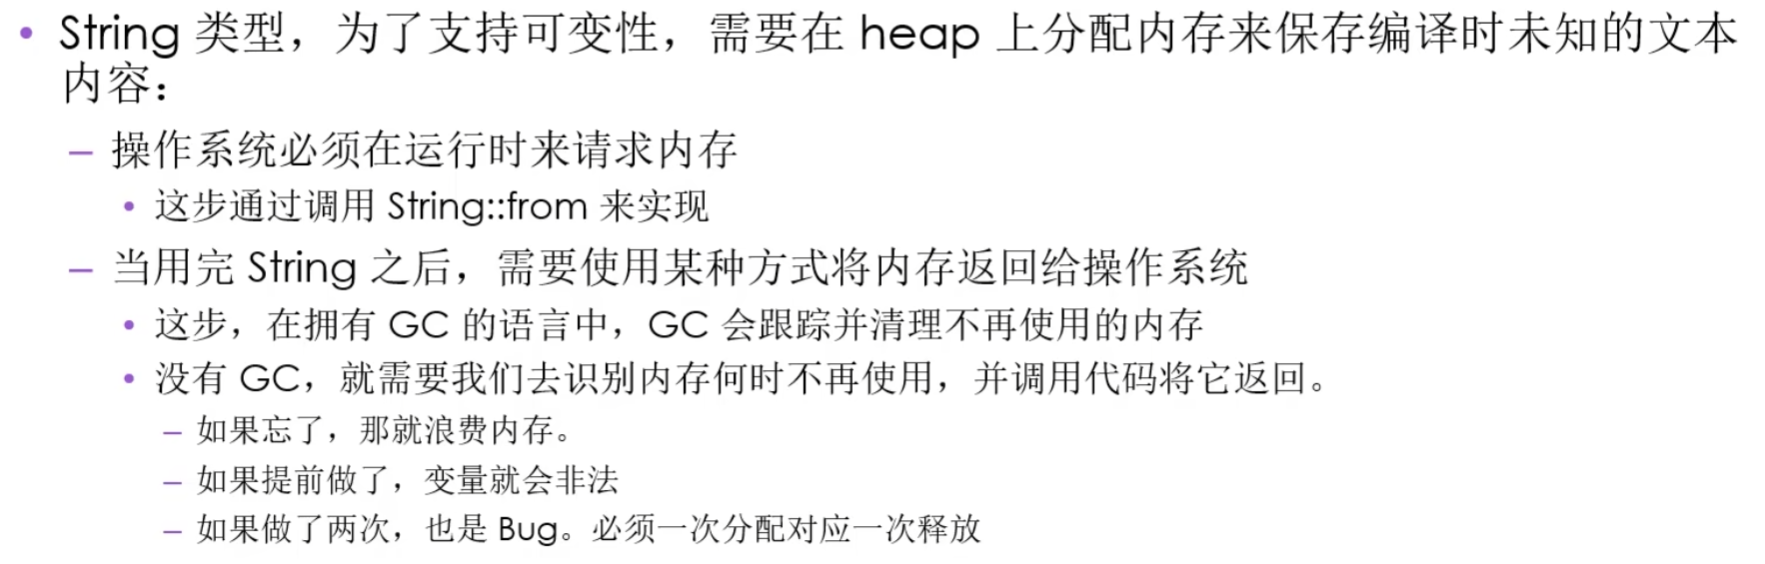 • String 类型，为了支持可变性，需要在 heap 上分配内存来保存编译时未知的文本
内容：
– 操作系统必须在运行时来请求内存
• 这步通过调用 String::from 来实现
– 当用完 String 之后，需要使用某种方式将内存返回给操作系统
• 这步，在拥有 GC 的语言中，GC 会跟踪并清理不再使用的内存
• 没有 GC，就需要我们去识别内存何时不再使用，并调用代码将它返回。
– 如果忘了，那就浪费内存。
– 如果提前做了，变量就会非法
– 如果做了两次，也是 Bug。必须一次分配对应一次释放